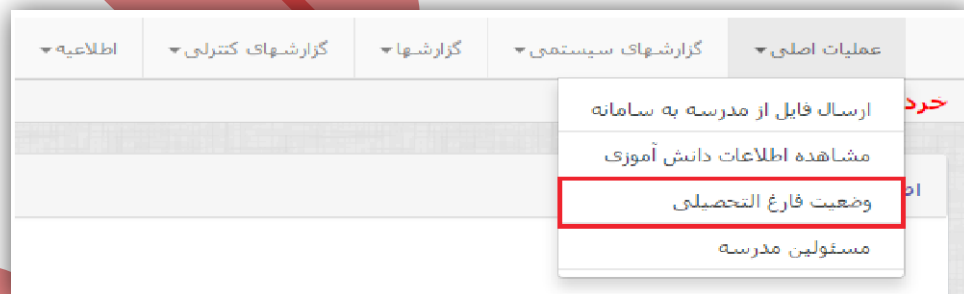 عملیات اصلی گزارشهای سیستمی گزارشها گزارشهای کنترلی اطلاعیه
خرد
ارسال فایل از مدرسه به سامانه
مشاهده اطلاعات دانش آموزی
وضعیت فارغ التحصیلی
مسئولین مدرسه